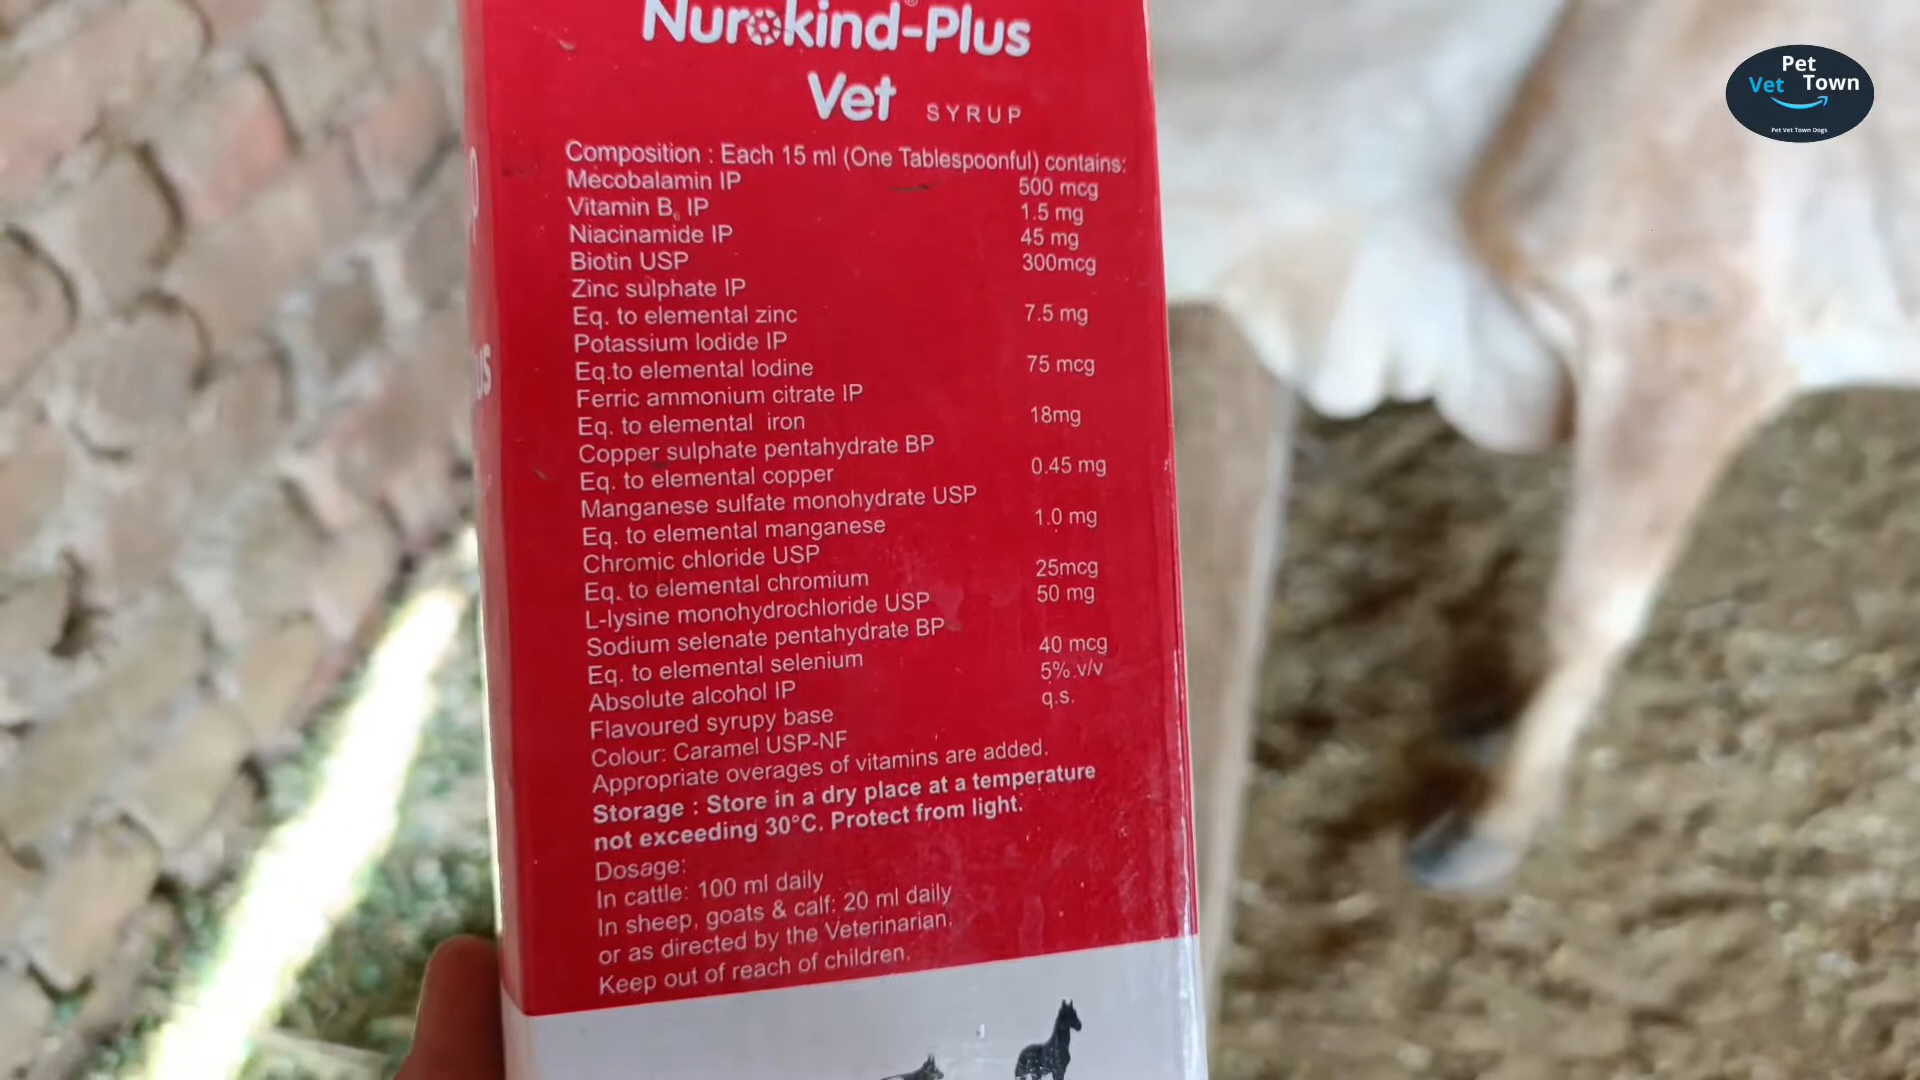 Nurokind-Plus
Vet SYRUP
Composition : Each 15 ml (One Tablespoonful) contains:
Mecobalamin IP 500 mcg
Vitamin B6 IP 1.5 mg
Niacinamide IP 45 mg
Biotin USP 300mcg
Zinc sulphate IP
Eq. to elemental zinc 7.5 mg
Potassium Iodide IP
Eq.to elemental Iodine 75 mcg
Ferric ammonium citrate IP
Eq. to elemental iron 18mg
Copper sulphate pentahydrate BP
Eq. to elemental copper 0.45 mg
Manganese sulfate monohydrate USP
Eq. to elemental manganese 1.0 mg
Chromic chloride USP
Eq. to elemental chromium 25mcg
L-lysine monohydrochloride USP 50 mg
Sodium selenate pentahydrate BP
Eq. to elemental selenium 40 mcg
Absolute alcohol IP 5% v/v
Flavoured syrupy base q.s.
Colour: Caramel USP-NF
Appropriate overages of vitamins are added.
Storage : Store in a dry place at a temperature
not exceeding 30°C. Protect from light.
Dosage:
In cattle: 100 ml daily
In sheep, goats & calf: 20 ml daily
or as directed by the Veterinarian.
Keep out of reach of children.
Pet
Vet Town
Pet Vet Town Dogs